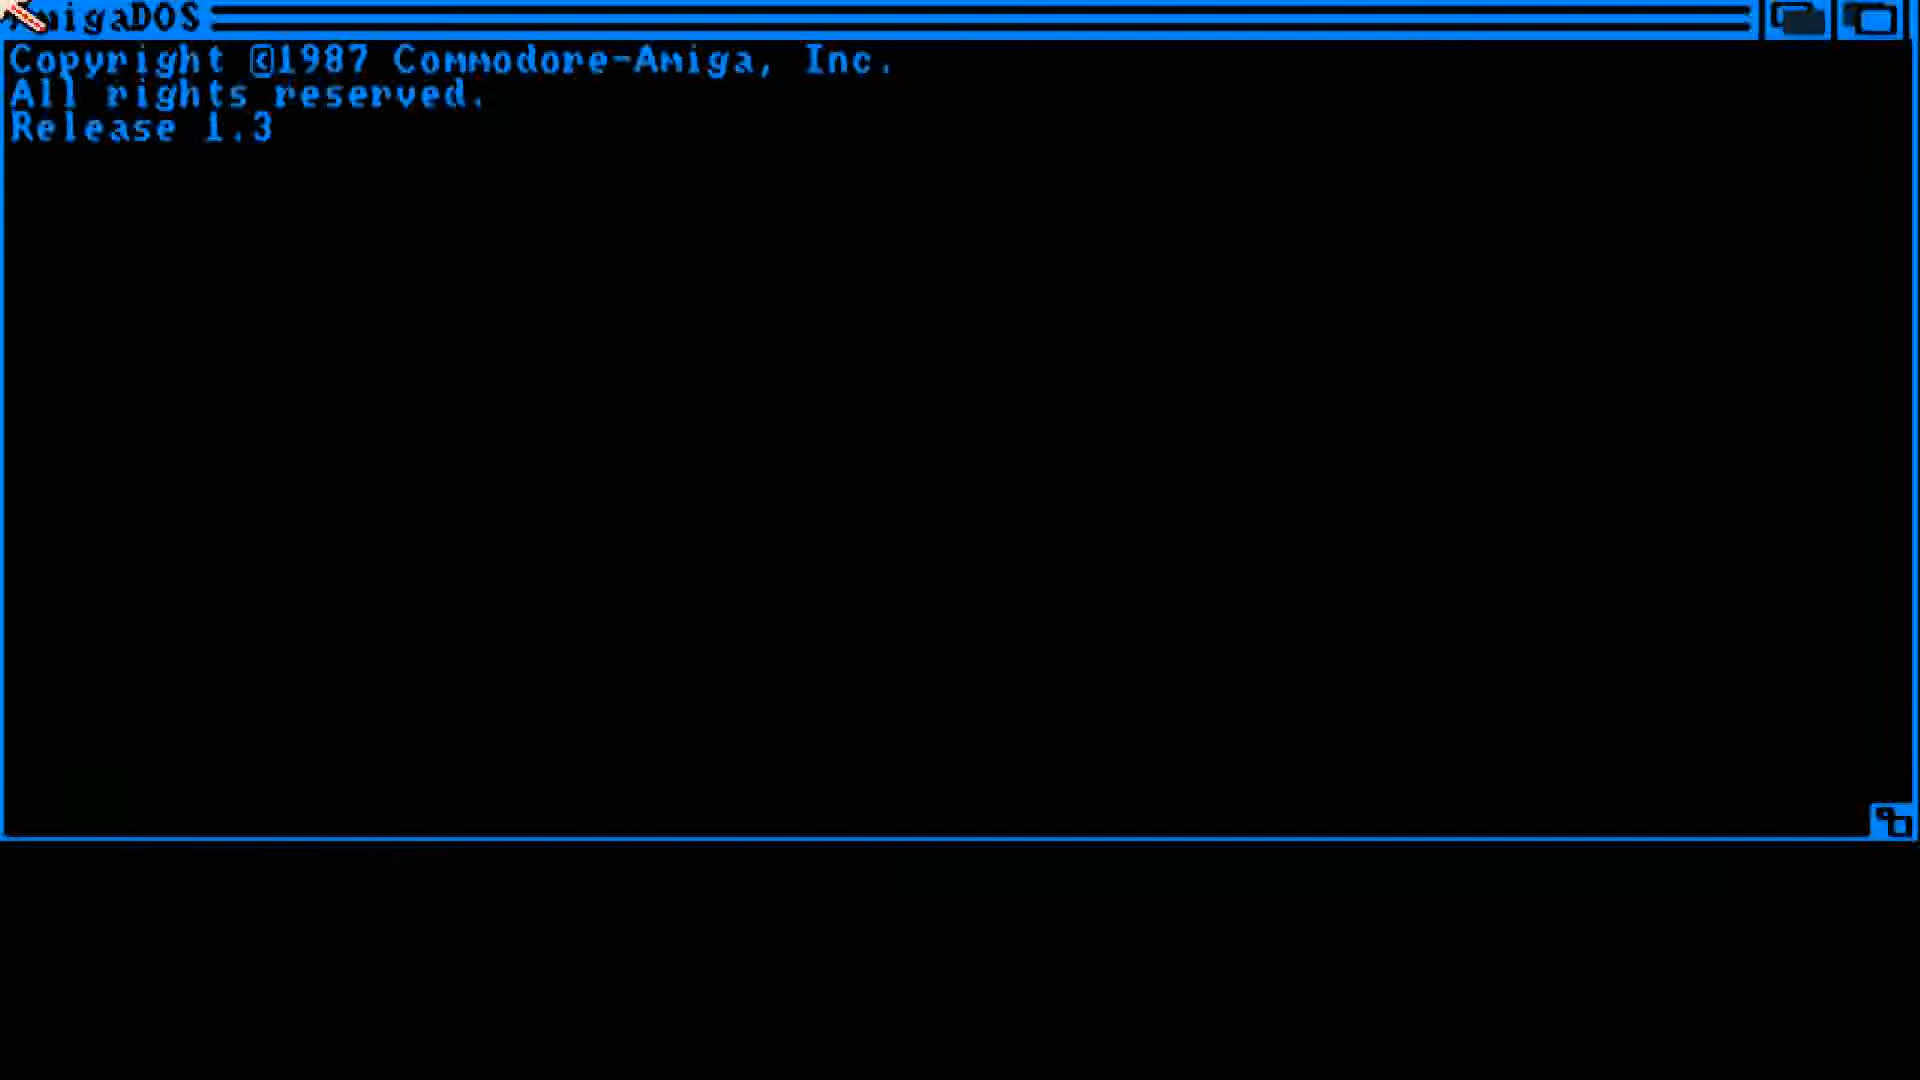 AmigaDOS
Copyright ©1987 Commodore-Amiga, Inc.
All rights reserved.
Release 1.3